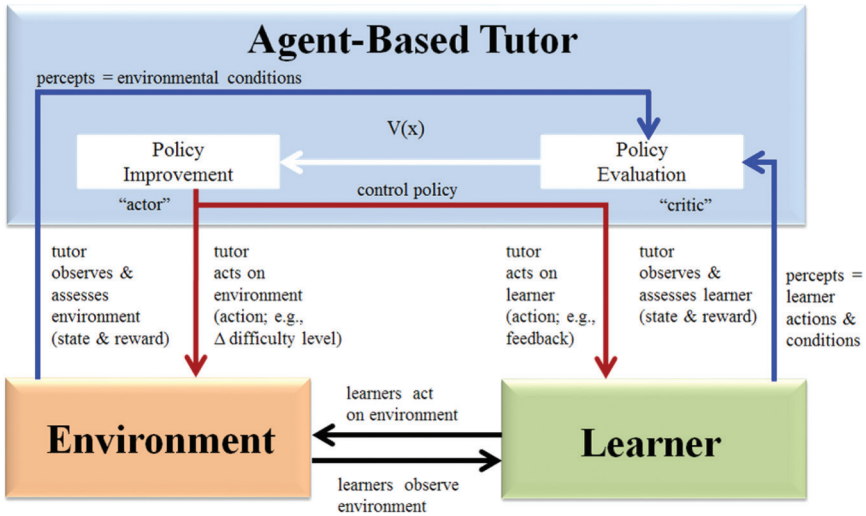 Agent-Based Tutor
percepts = environmental conditions
V(x)
Policy
Improvement
Policy
Evaluation
control policy
“actor”
“critic”
tutor
observes &
assesses
environment
(state & reward)
tutor
acts on
environment
(action; e.g.,
Δ difficulty level)
tutor
acts on
learner
(action; e.g.,
feedback)
tutor
observes &
assesses learner
(state & reward)
percepts =
learner
actions &
conditions
learners act
on environment
Environment
Learner
learners observe
environment